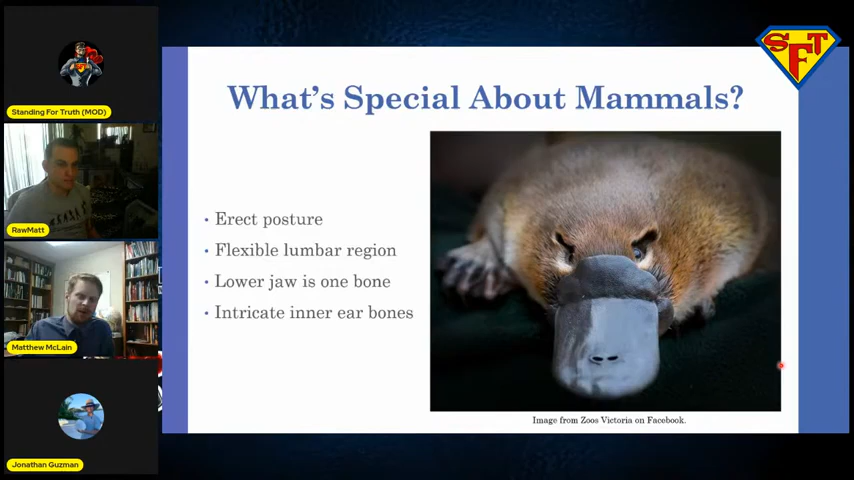 Standing For Truth (MOD)
RawMatt
Matthew McLain
Jonathan Guzman
SFT
What's Special About Mammals?
• Erect posture
• Flexible lumbar region
• Lower jaw is one bone
• Intricate inner ear bones
Image from Zoos Victoria on Facebook.